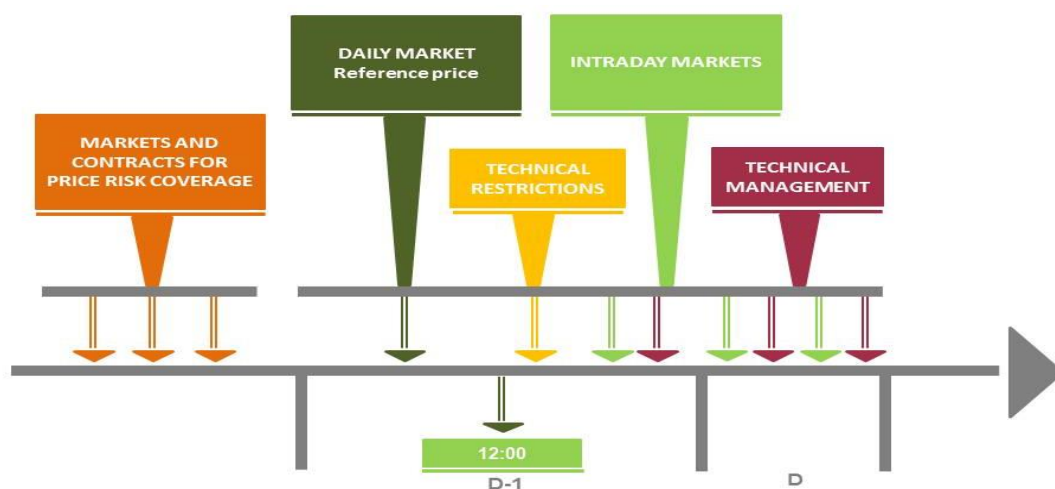 DAILY MARKET
Reference price
INTRADAY MARKETS
MARKETS AND
CONTRACTS FOR
PRICE RISK COVERAGE
TECHNICAL
RESTRICTIONS
TECHNICAL
MANAGEMENT
12:00
D-1
D